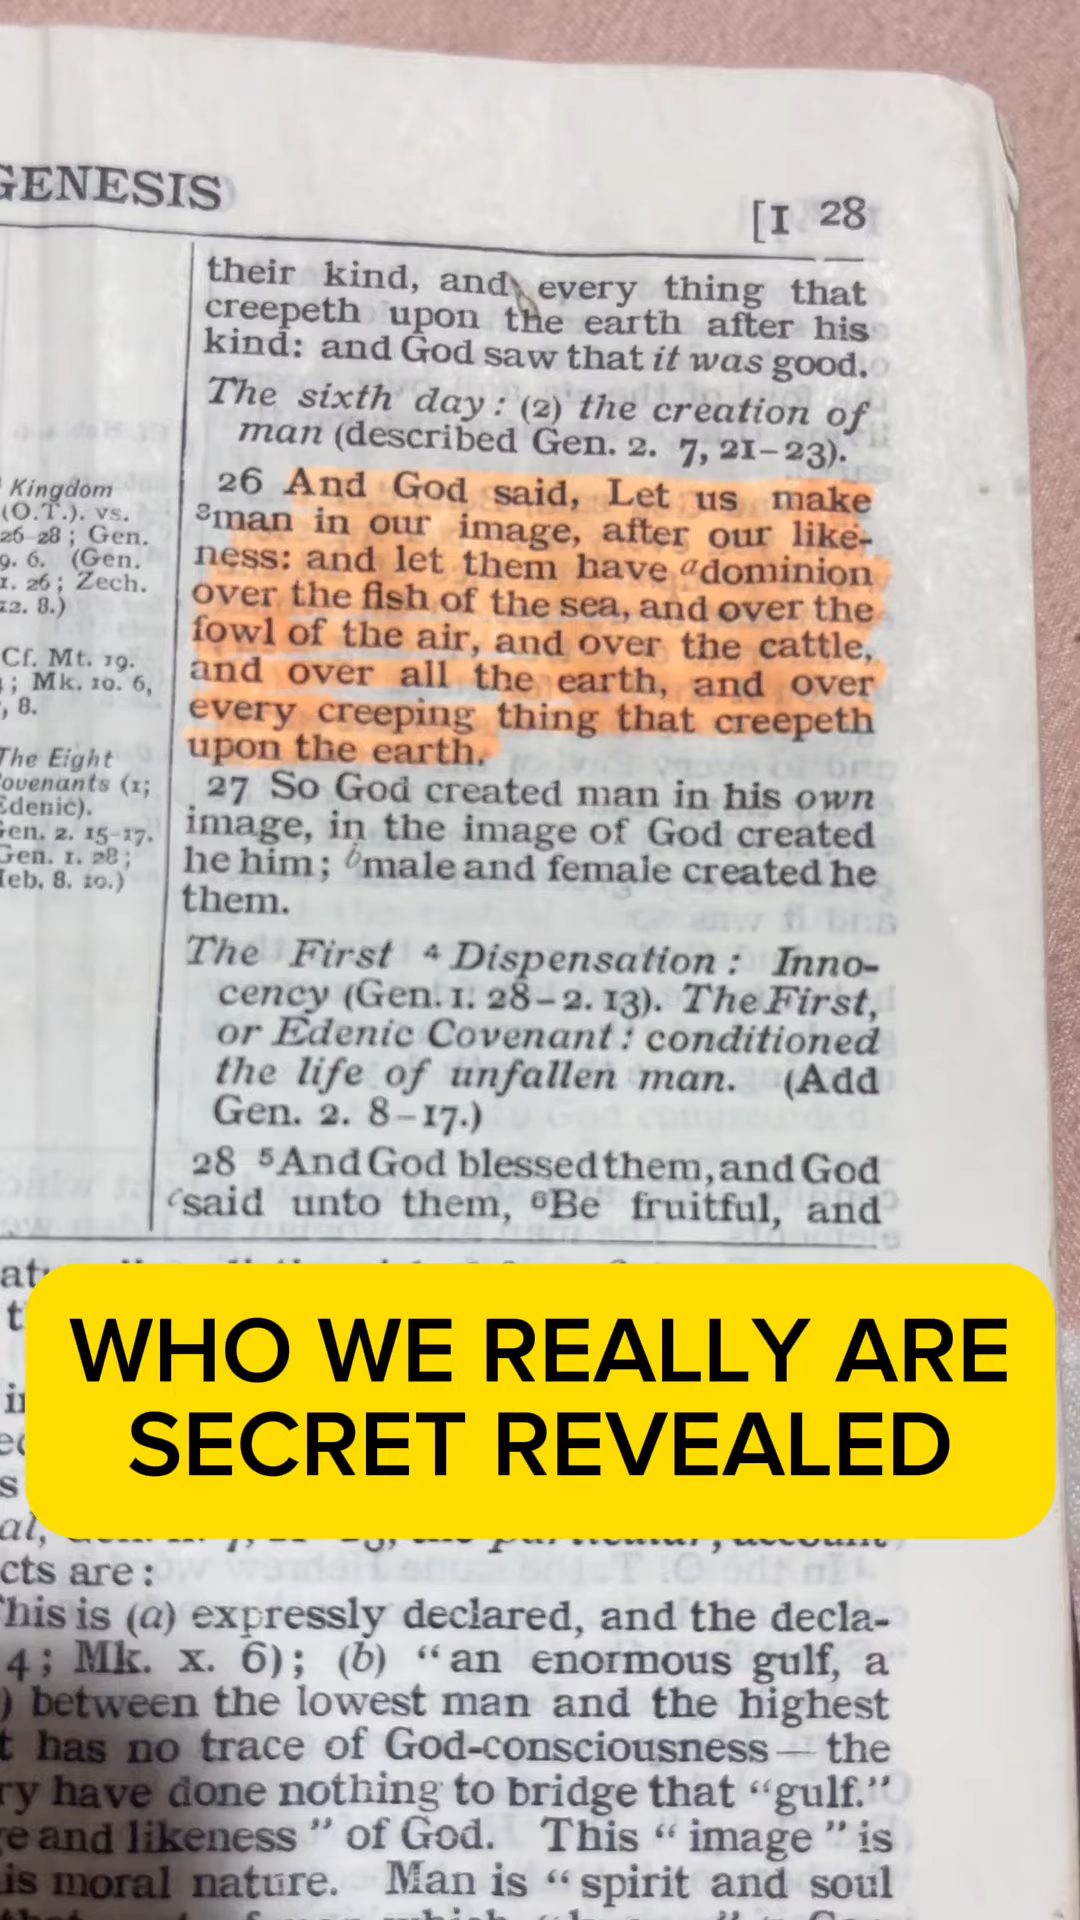 GENESIS
[I 28
their kind, and every thing that
creepeth upon the earth after his
kind: and God saw that it was good.
The sixth day: (2) the creation of
man (described Gen. 2. 7, 21–23).
26 And God said, Let us make
3man in our image, after our like-
ness: and let them have adominion
over the fish of the sea, and over the
fowl of the air, and over the cattle,
and over all the earth, and over
every creeping thing that creepeth
upon the earth.
27 So God created man in his own
image, in the image of God created
he him; bmale and female created he
them.
The First 4 Dispensation: Inno-
cency (Gen. 1. 28–2. 13). The First,
or Edenic Covenant: conditioned
the life of unfallen man. (Add
Gen. 2. 8–17.)
28 5And God blessed them, and God
csaid unto them, 6Be fruitful, and
Kingdom
(O.T.). vs.
26-28; Gen.
9. 6. (Gen.
1. 26; Zech.
12. 8.)
Cf. Mt. 19.
; Mk. 10. 6,
, 8.
The Eight
ovenants (1;
Edenic).
Gen. 2. 15-17.
Gen. 1. 28;
Heb. 8. 10.)
WHO WE REALLY ARE
SECRET REVEALED
cts are:
This is (a) expressly declared, and the decla-
4; Mk. x. 6); (b) "an enormous gulf, a
) between the lowest man and the highest
t has no trace of God-consciousness—the
ry have done nothing to bridge that "gulf."
e and likeness" of God. This "image" is
is moral nature. Man is "spirit and soul